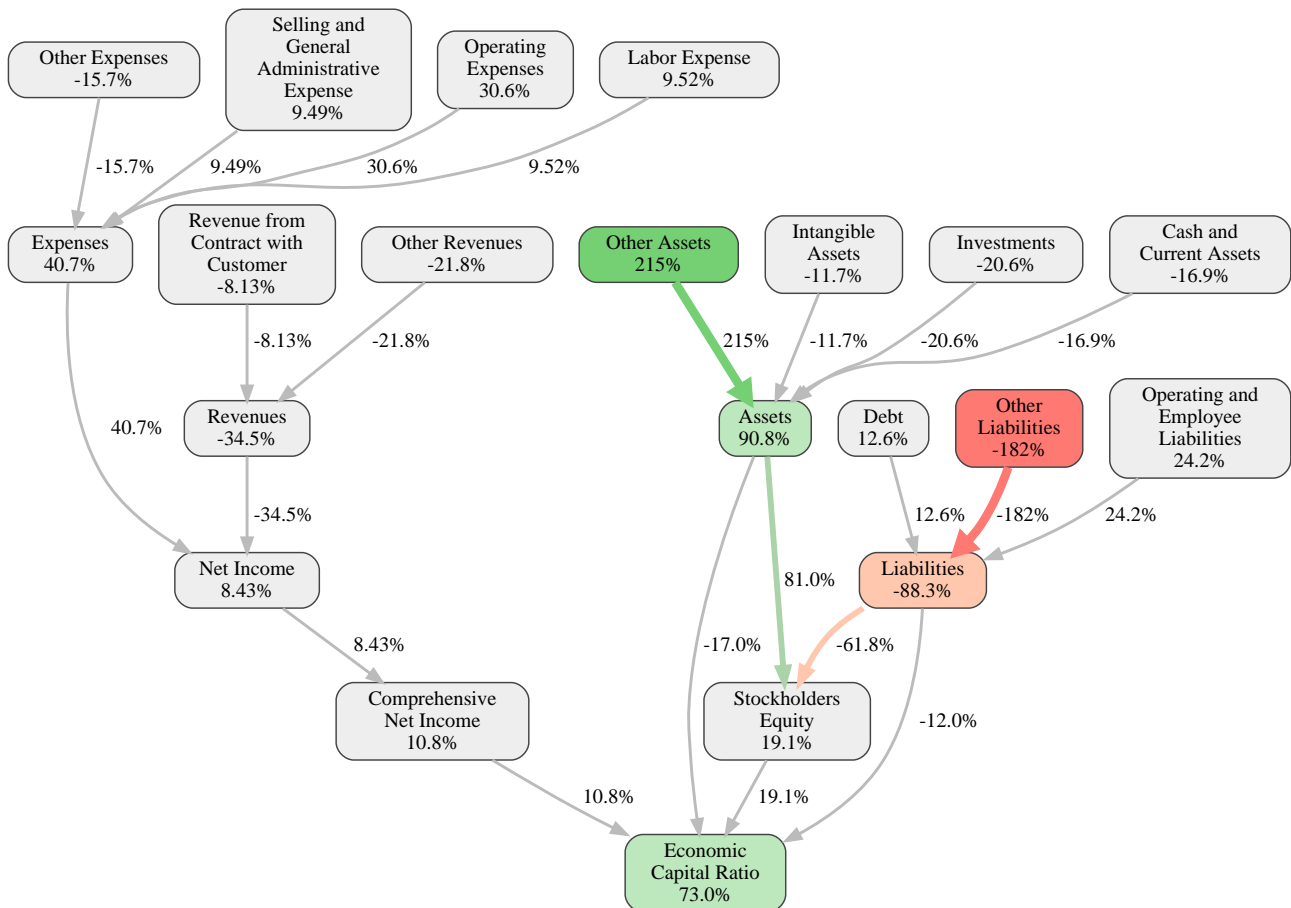 Other Expenses
-15.7%
Selling and
General
Administrative
Expense
9.49%
Operating
Expenses
30.6%
Labor Expense
9.52%
-15.7%
9.49%
30.6%
9.52%
Expenses
40.7%
Revenue from
Contract with
Customer
-8.13%
Other Revenues
-21.8%
Other Assets
215%
Intangible
Assets
-11.7%
Investments
-20.6%
Cash and
Current Assets
-16.9%
-8.13%
-21.8%
215%
-11.7%
-20.6%
-16.9%
40.7%
Revenues
-34.5%
Assets
90.8%
Debt
12.6%
Other
Liabilities
-182%
Operating and
Employee
Liabilities
24.2%
-34.5%
12.6%
-182%
24.2%
Net Income
8.43%
81.0%
Liabilities
-88.3%
8.43%
-17.0%
-61.8%
-12.0%
Comprehensive
Net Income
10.8%
Stockholders
Equity
19.1%
10.8%
19.1%
Economic
Capital Ratio
73.0%